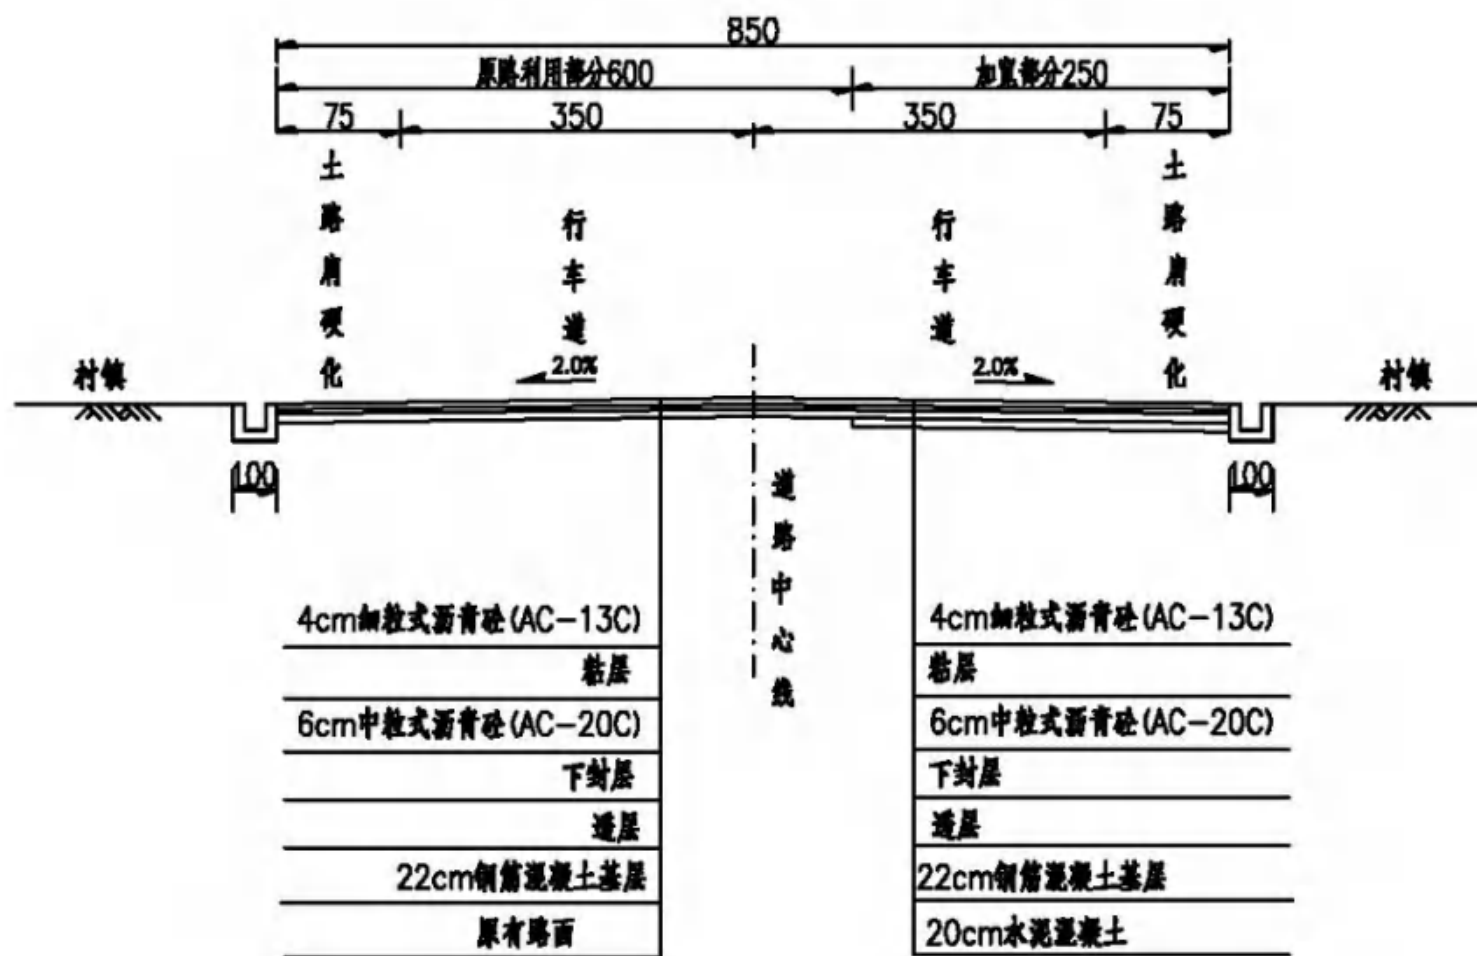 850
原路利用部分600
加宽部分250
75
350
350
75
土路肩硬化
行车道
行车道
土路肩硬化
村镇
2.0%
2.0%
村镇
100
100
道路中心线
4cm细粒式沥青砼(AC-13C)
粘层
6cm中粒式沥青砼(AC-20C)
下封层
透层
22cm钢筋混凝土基层
原有路面
4cm细粒式沥青砼(AC-13C)
粘层
6cm中粒式沥青砼(AC-20C)
下封层
透层
22cm钢筋混凝土基层
20cm水泥混凝土